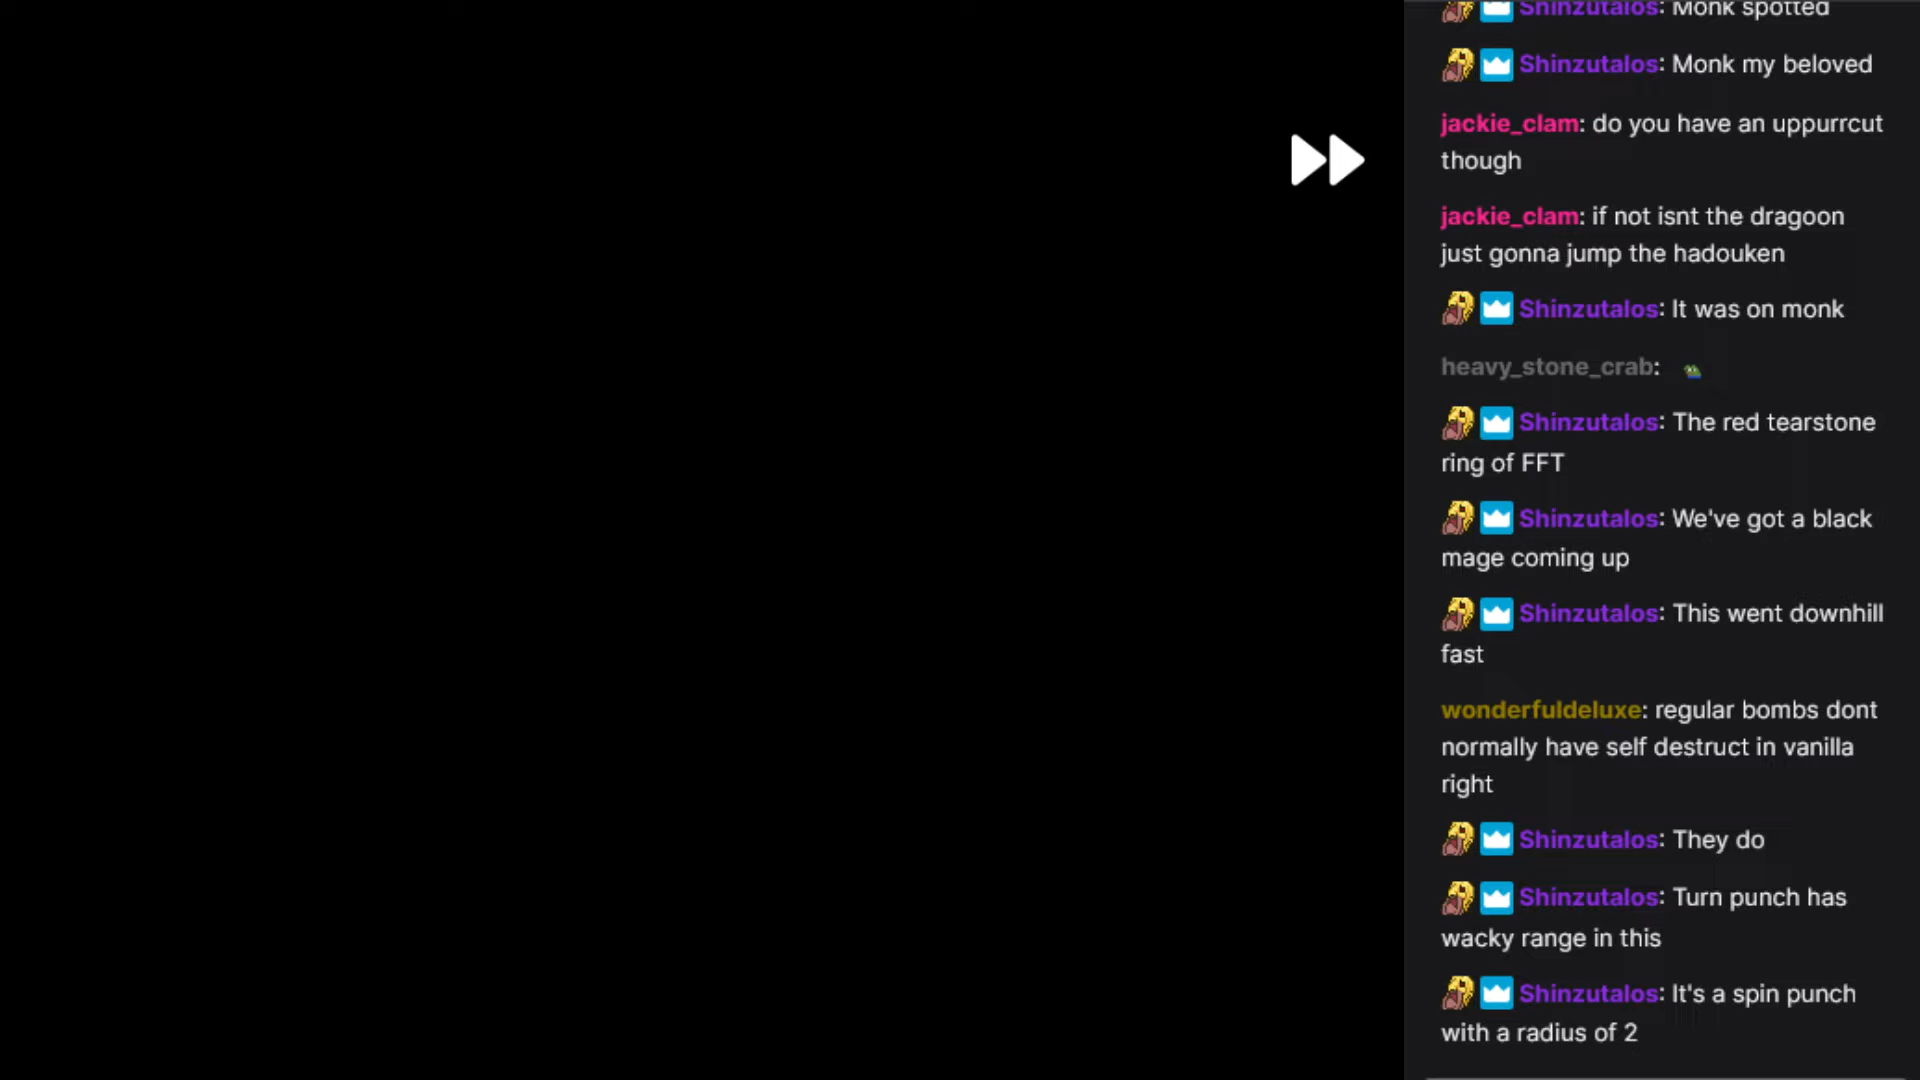 Shinzutalos: Monk spotted
Shinzutalos: Monk my beloved
jackie_clam: do you have an uppurrcut
though
jackie_clam: if not isnt the dragoon
just gonna jump the hadouken
Shinzutalos: It was on monk
heavy_stone_crab:
Shinzutalos: The red tearstone
ring of FFT
Shinzutalos: We've got a black
mage coming up
Shinzutalos: This went downhill
fast
wonderfuldeluxe: regular bombs dont
normally have self destruct in vanilla
right
Shinzutalos: They do
Shinzutalos: Turn punch has
wacky range in this
Shinzutalos: It's a spin punch
with a radius of 2